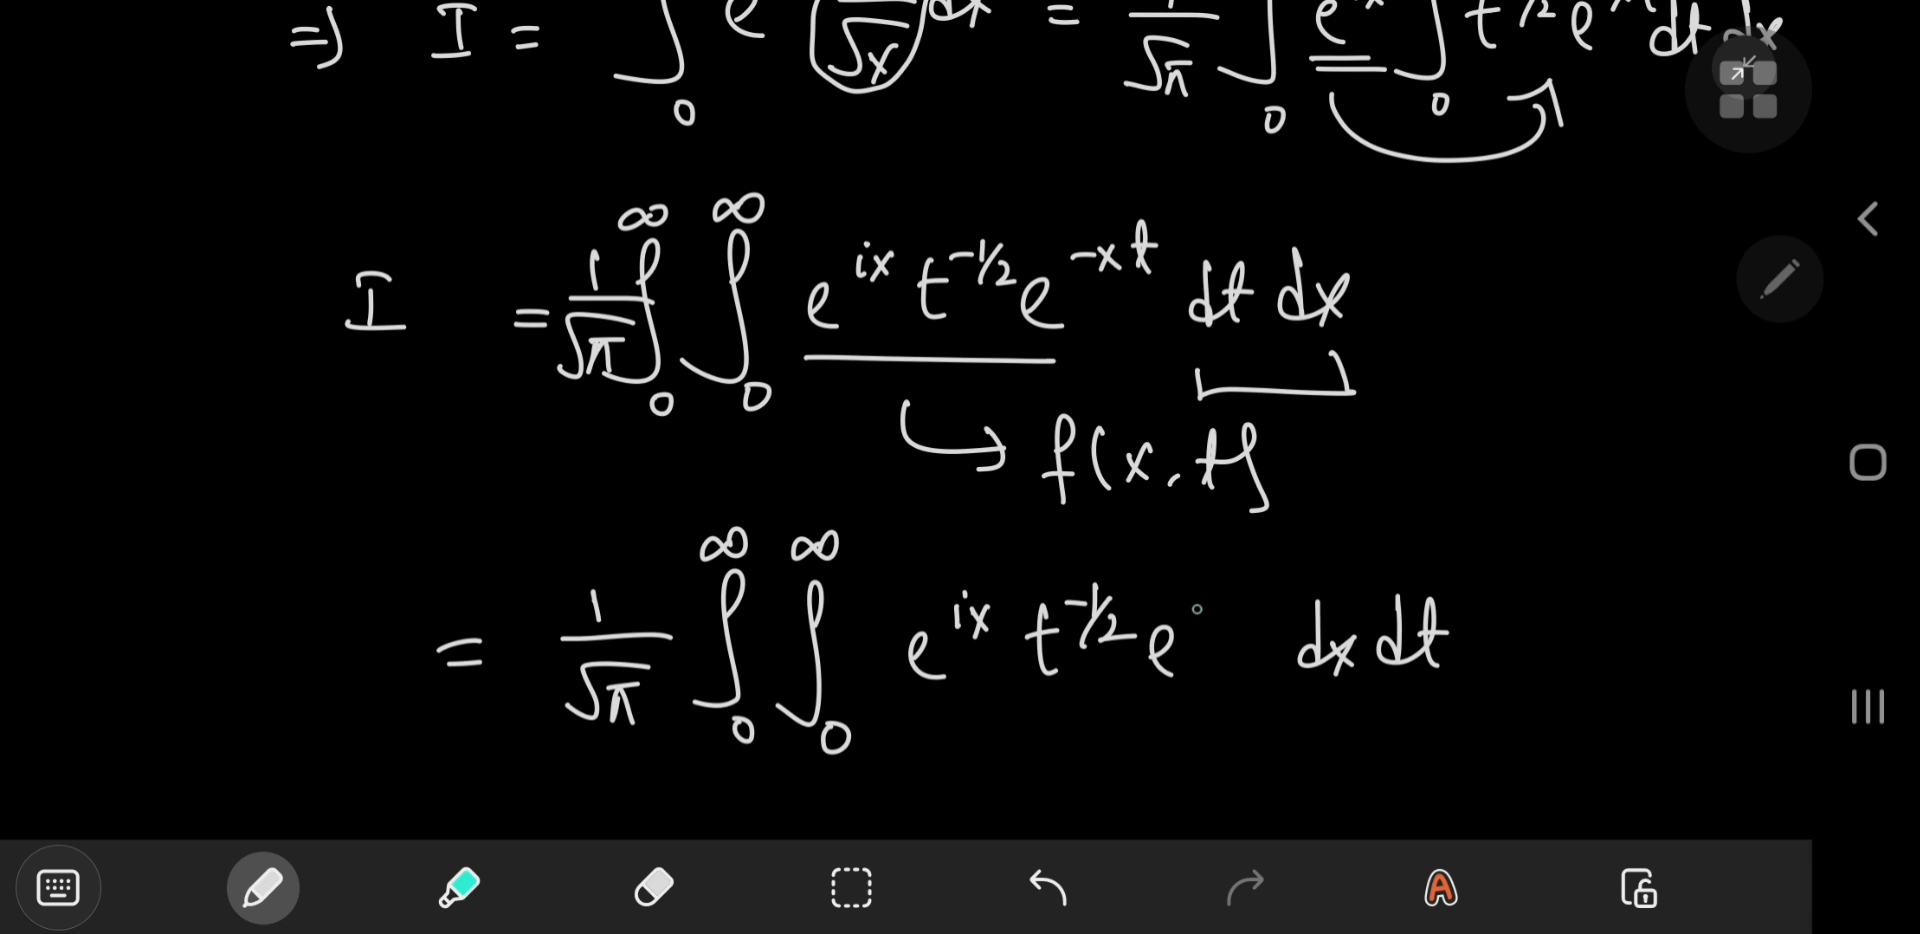 ⇒ I = ∫₀ e (1/√x) dx = 1/√π ∫₀ e^ix ∫₀ t^-1/2 e^-xt dt dx
I = 1/√π ∫₀^∞ ∫₀^∞ e^ix t^-1/2 e^-xt dt dx
↳ f(x,t)
= 1/√π ∫₀^∞ ∫₀^∞ e^ix t^-1/2 e dx dt
A